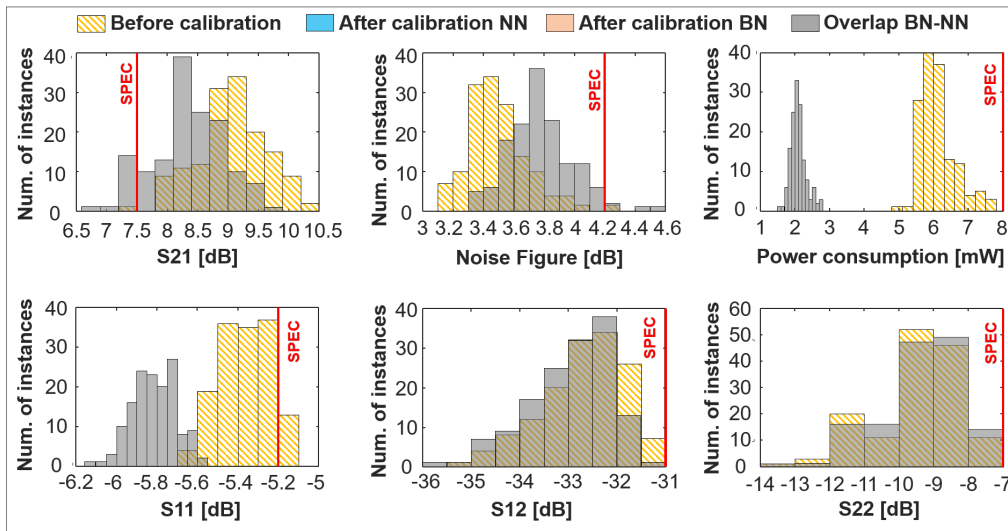 Before calibration
After calibration NN
After calibration BN
Overlap BN-NN
Num. of instances
40
30
20
10
0
SPEC
6.5 7 7.5 8 8.5 9 9.5 10 10.5
S21 [dB]
Num. of instances
40
30
20
10
0
SPEC
3 3.2 3.4 3.6 3.8 4 4.2 4.4 4.6
Noise Figure [dB]
Num. of instances
40
30
20
10
0
SPEC
1 2 3 4 5 6 7 8
Power consumption [mW]
Num. of instances
40
30
20
10
0
SPEC
-6.2 -6 -5.8 -5.6 -5.4 -5.2 -5
S11 [dB]
Num. of instances
40
30
20
10
0
SPEC
-36 -35 -34 -33 -32 -31
S12 [dB]
Num. of instances
60
50
40
30
20
10
0
SPEC
-14 -13 -12 -11 -10 -9 -8 -7
S22 [dB]